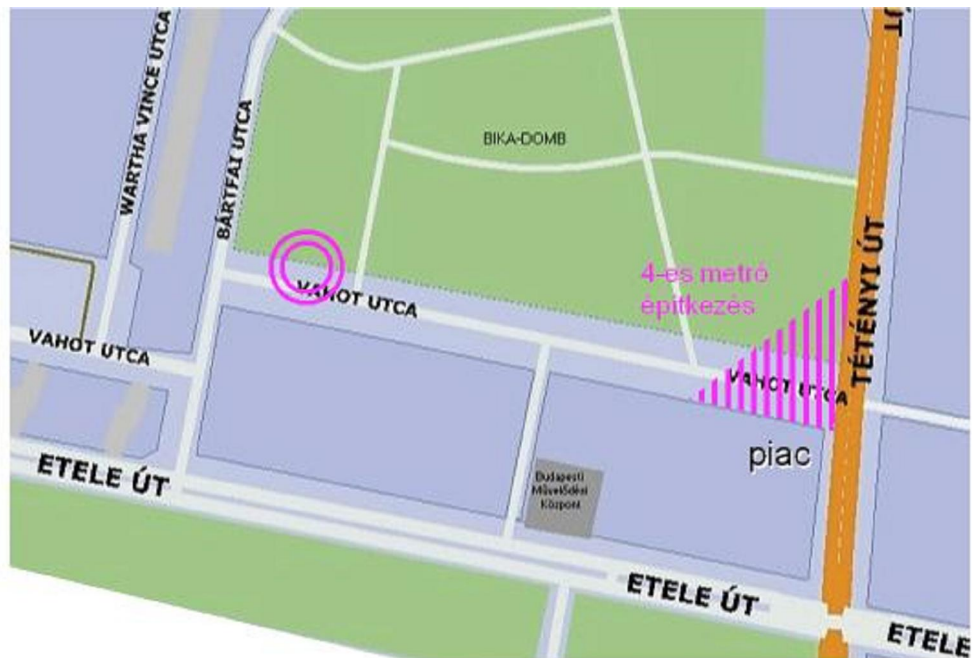 WARTHA VINCE UTCA
BÁRTFAI UTCA
BIKA-DOMB
ÚT
TÉTÉNYI ÚT
4-es metró
építkezés
VAHOT UTCA
VAHOT UTCA
VAHOT UTCA
piac
ETELE ÚT
Budapesti
Művelődési
Központ
ETELE ÚT
ETELE